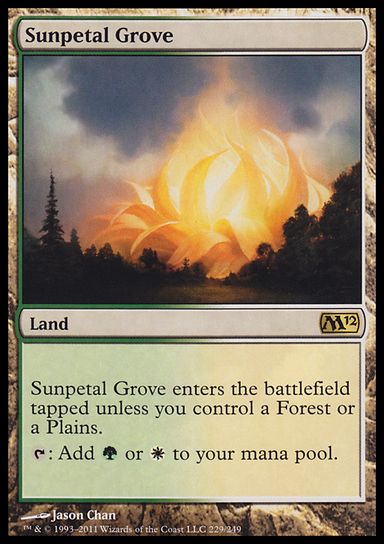 Sunpetal Grove
Land
M12
Sunpetal Grove enters the battlefield
tapped unless you control a Forest or
a Plains.
: Add or to your mana pool.
Jason Chan
™ & © 1993–2011 Wizards of the Coast LLC 229/249